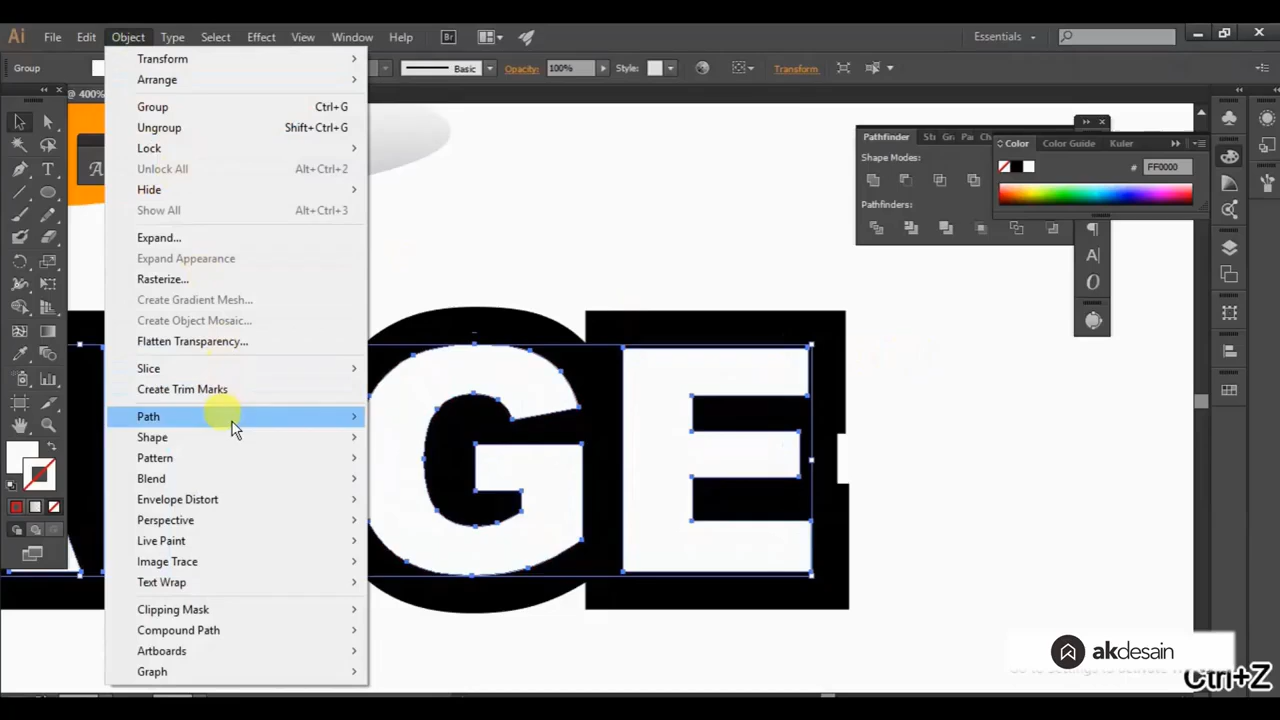 Ai File Edit Object Type Select Effect View Window Help Br Essentials
Group Basic Opacity: 100% Style: Transform
@ 400%
Transform
Arrange
Group Ctrl+G
Ungroup Shift+Ctrl+G
Lock
Unlock All Alt+Ctrl+2
Hide
Show All Alt+Ctrl+3
Expand...
Expand Appearance
Rasterize...
Create Gradient Mesh...
Create Object Mosaic...
Flatten Transparency...
Slice
Create Trim Marks
Path
Shape
Pattern
Blend
Envelope Distort
Perspective
Live Paint
Image Trace
Text Wrap
Clipping Mask
Compound Path
Artboards
Graph
Pathfinder
Shape Modes:
Pathfinders:
Color Color Guide Kuler
# FF0000
GE
akdesain
Ctrl+Z